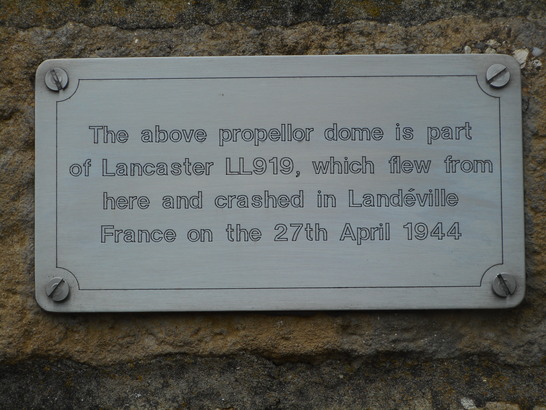 The above propellor dome is part
of Lancaster LL919, which flew from
here and crashed in Landéville
France on the 27th April 1944